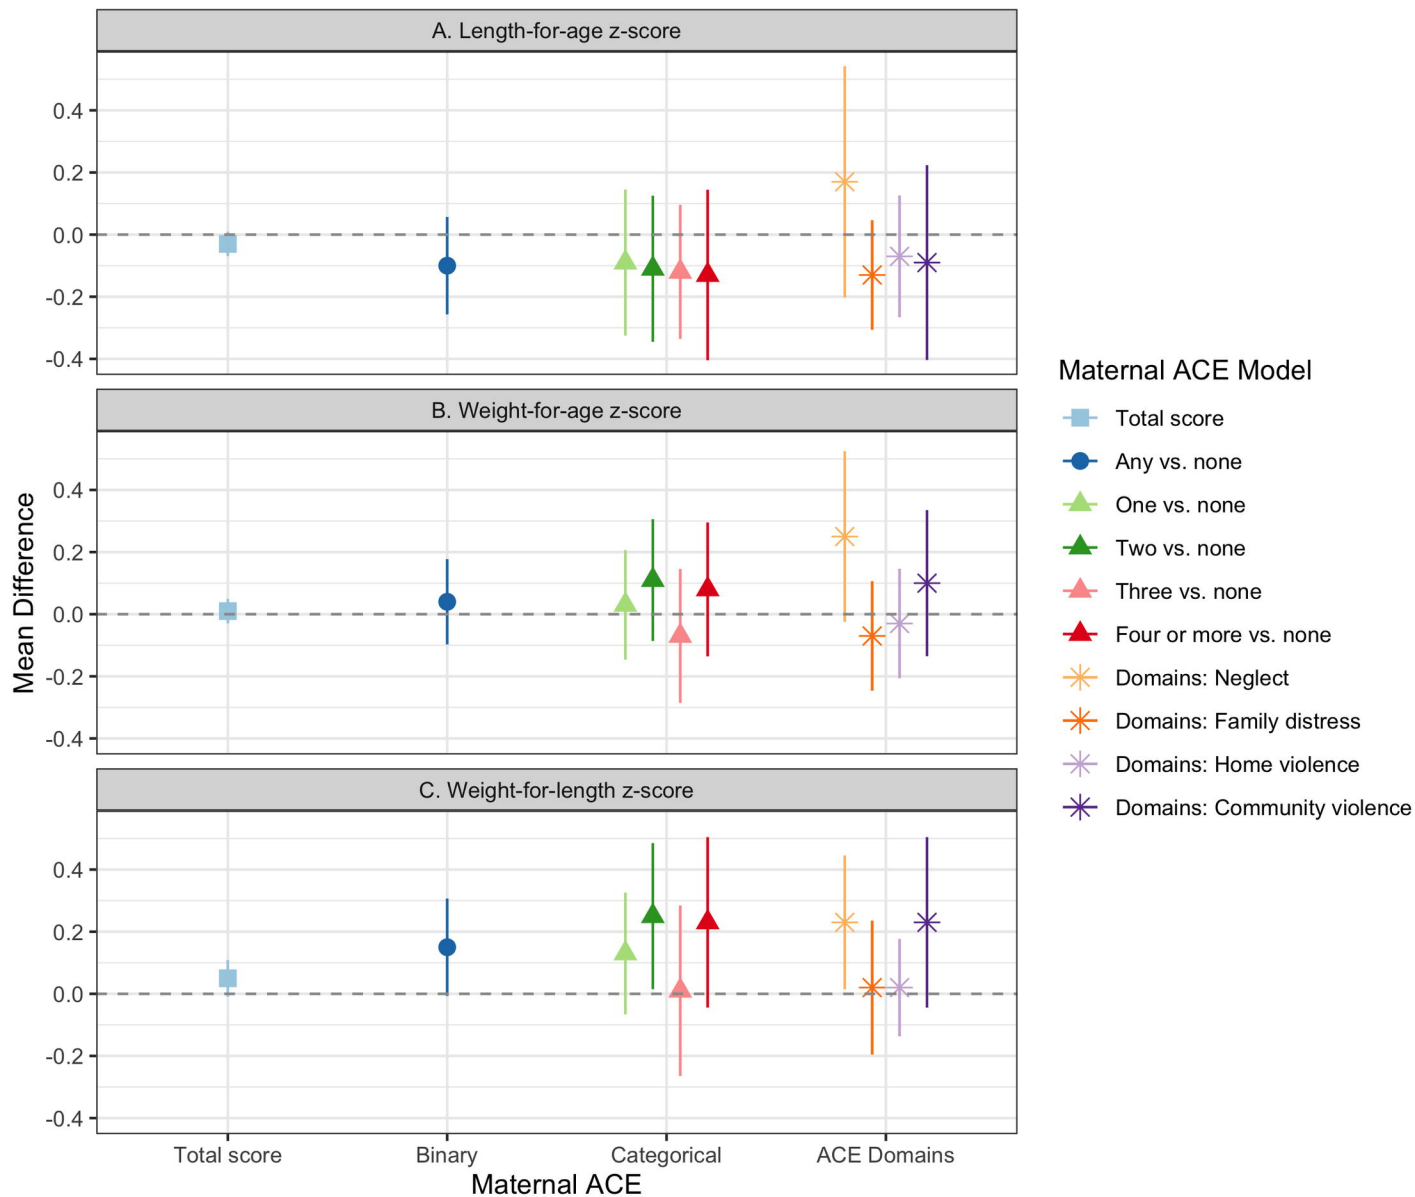 A. Length-for-age z-score
0.4
0.2
0.0
-0.2
-0.4
B. Weight-for-age z-score
0.4
0.2
0.0
-0.2
-0.4
C. Weight-for-length z-score
0.4
0.2
0.0
-0.2
-0.4
Mean Difference
Total score
Binary
Categorical
ACE Domains
Maternal ACE
Maternal ACE Model
Total score
Any vs. none
One vs. none
Two vs. none
Three vs. none
Four or more vs. none
Domains: Neglect
Domains: Family distress
Domains: Home violence
Domains: Community violence